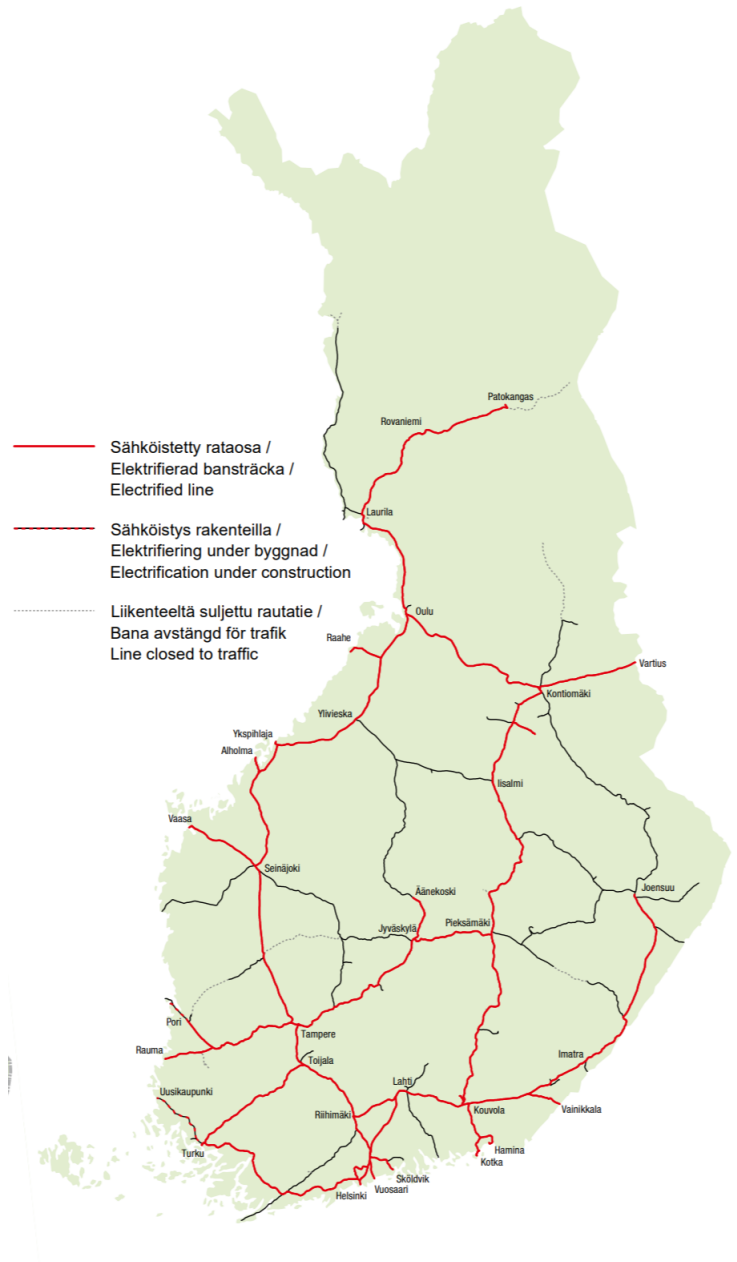 Patokangas
Rovaniemi
Sähköistetty rataosa /
Elektrifierad bansträcka /
Electrified line
Laurila
Sähköistys rakenteilla /
Elektrifiering under byggnad /
Electrification under construction
Liikenteeltä suljettu rautatie /
Bana avstängd för trafik
Line closed to traffic
Oulu
Raahe
Vartius
Kontiomäki
Ylivieska
Ykspihlaja
Alholma
Iisalmi
Vaasa
Seinäjoki
Äänekoski
Joensuu
Jyväskylä
Pieksämäki
Pori
Tampere
Rauma
Toijala
Imatra
Uusikaupunki
Lahti
Riihimäki
Kouvola
Vainikkala
Turku
Hamina
Kotka
Sköldvik
Vuosaari
Helsinki